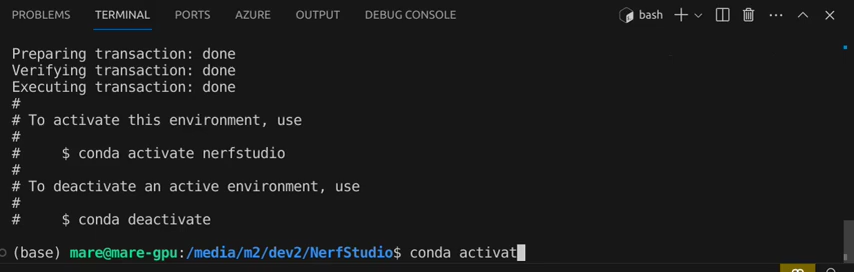 PROBLEMS TERMINAL PORTS AZURE OUTPUT DEBUG CONSOLE bash
Preparing transaction: done
Verifying transaction: done
Executing transaction: done
#
# To activate this environment, use
#
#     $ conda activate nerfstudio
#
# To deactivate an active environment, use
#
#     $ conda deactivate
(base) mare@mare-gpu:/media/m2/dev2/NerfStudio$ conda activat